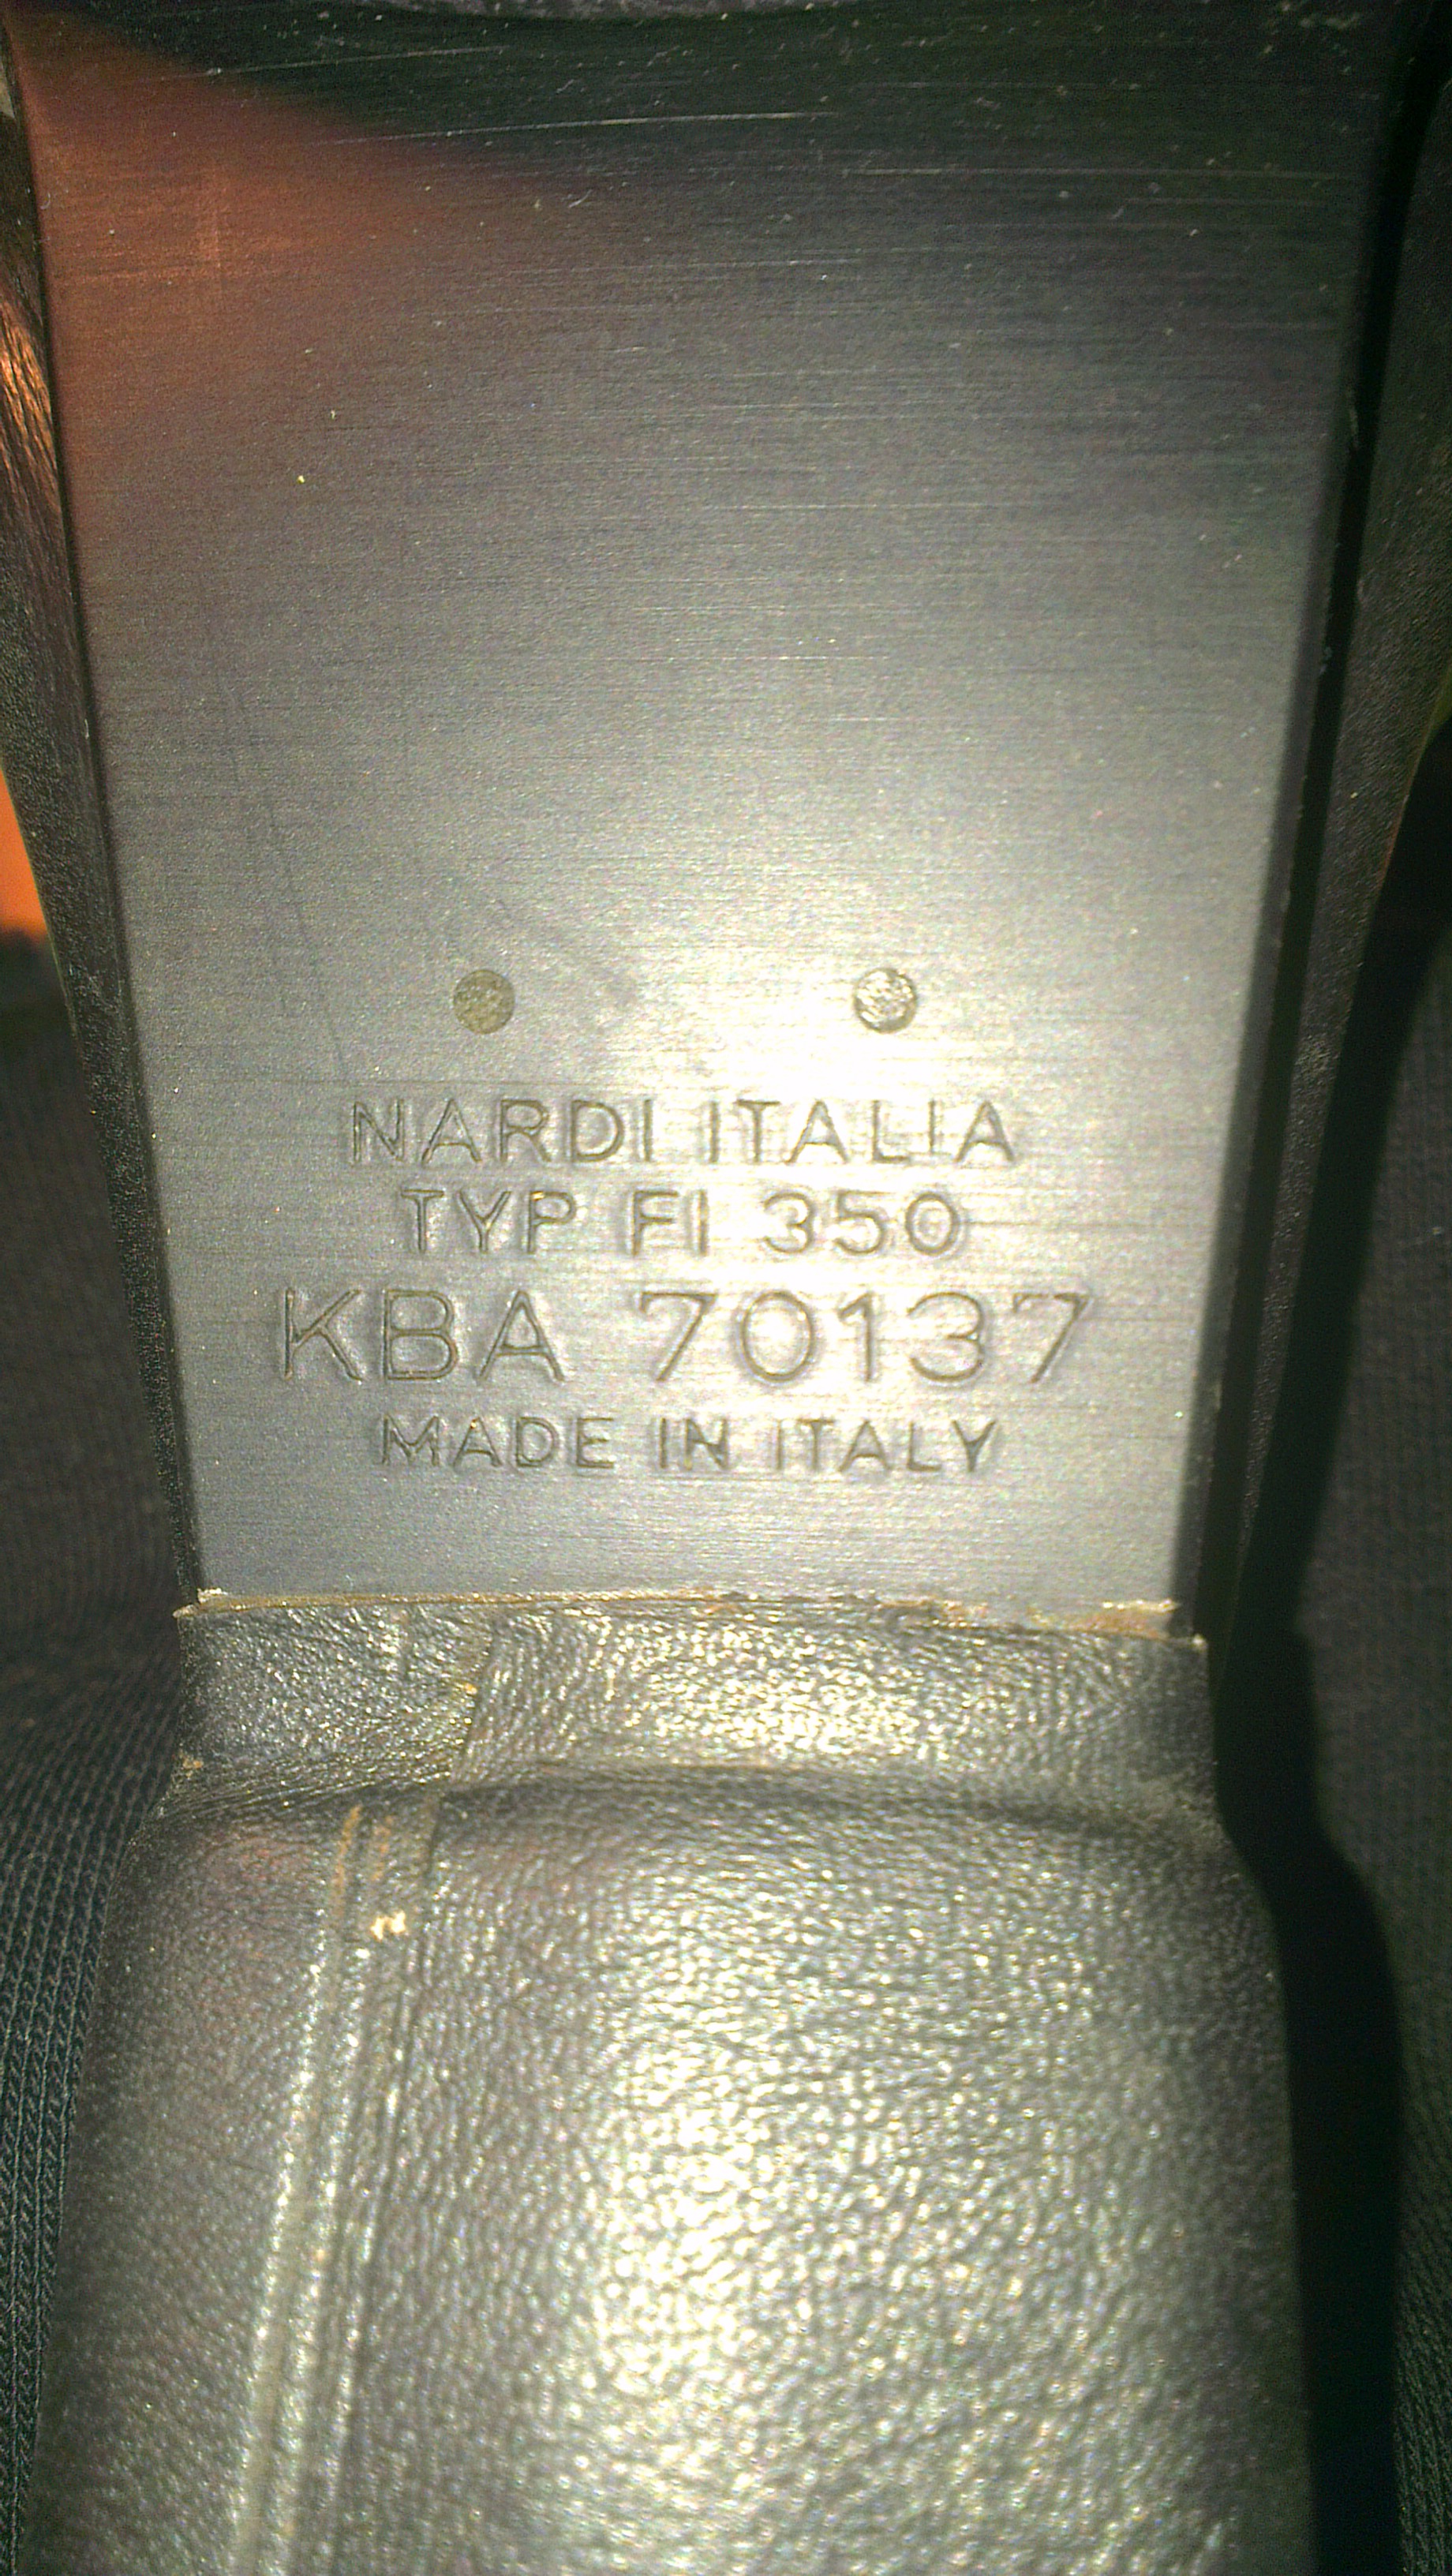 NARDI ITALIA
TYP FI 350
KBA 70137
MADE IN ITALY